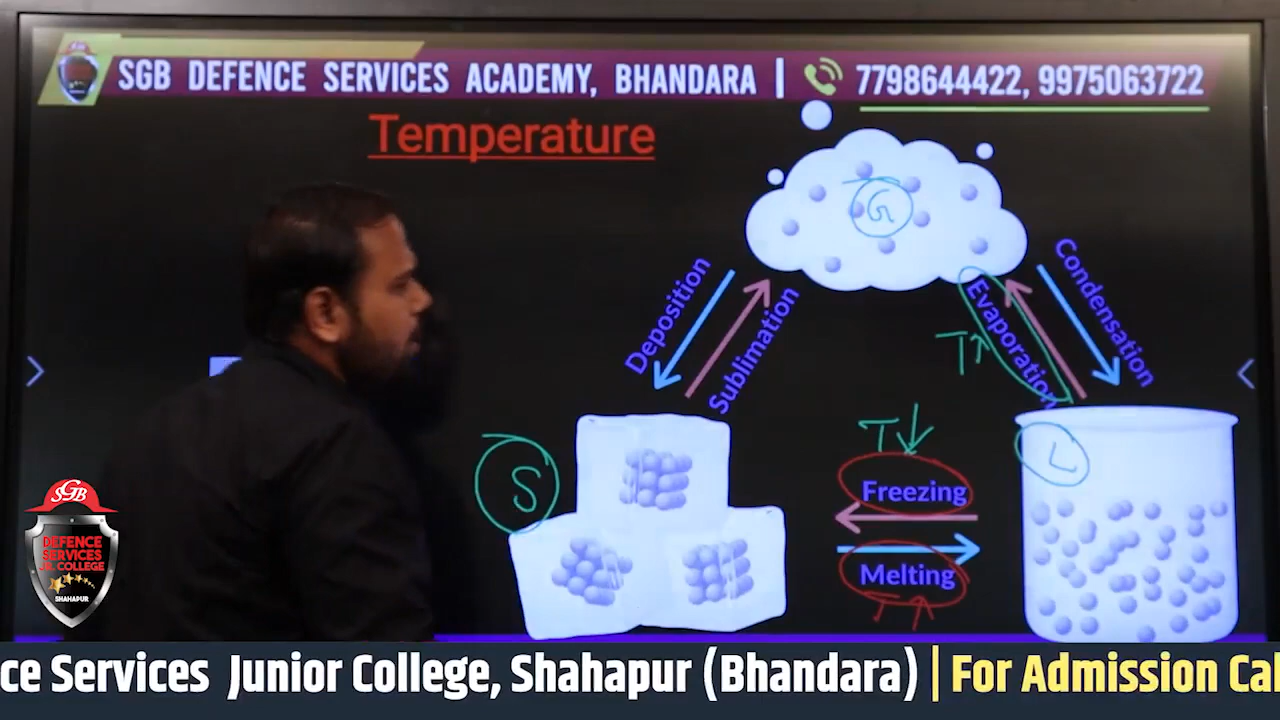 SGB DEFENCE SERVICES ACADEMY, BHANDARA | 7798644422, 9975063722
Temperature
G
Deposition
Sublimation
Evaporation
Condensation
T↑
S
T↓
L
Freezing
Melting
T↑
SGB
DEFENCE
SERVICES
JR. COLLEGE
SHAHAPUR
ce Services Junior College, Shahapur (Bhandara) | For Admission Cal